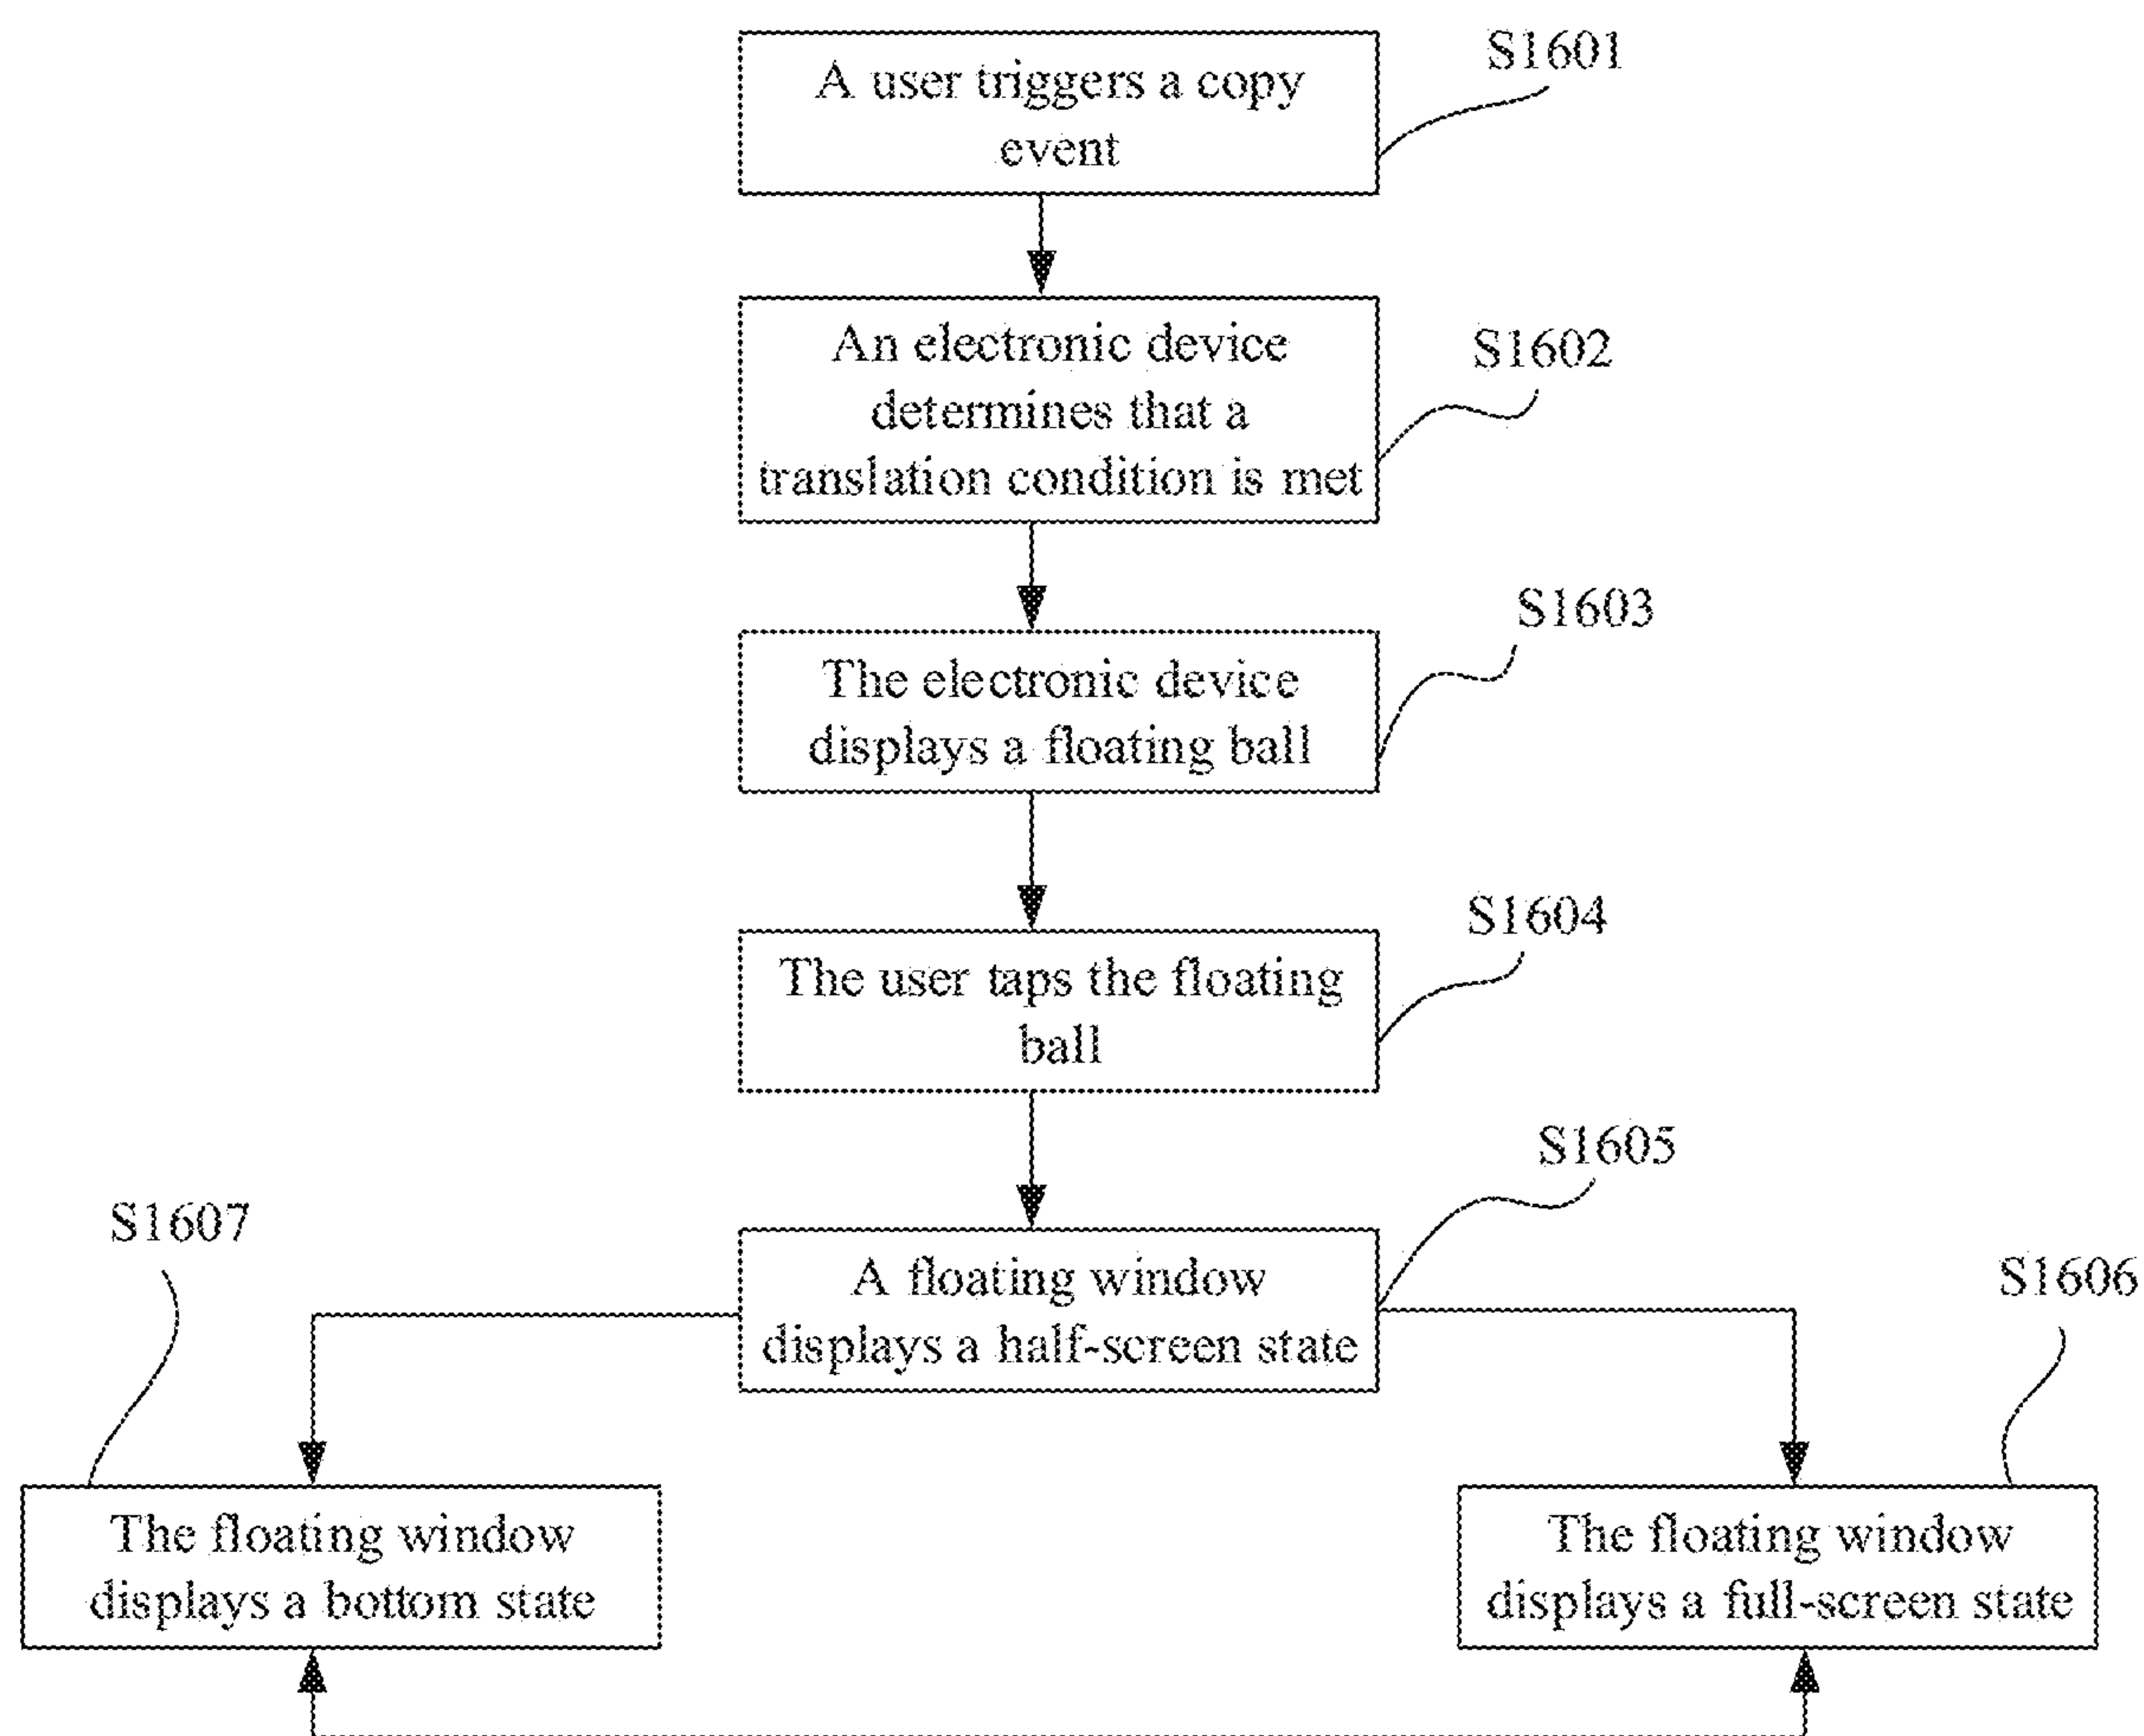 A user triggers a copy
event
S1601
An electronic device
determines that a
translation condition is met
S1602
The electronic device
displays a floating ball
S1603
The user taps the floating
ball
S1604
A floating window
displays a half-screen state
S1605
S1607
S1606
The floating window
displays a bottom state
The floating window
displays a full-screen state